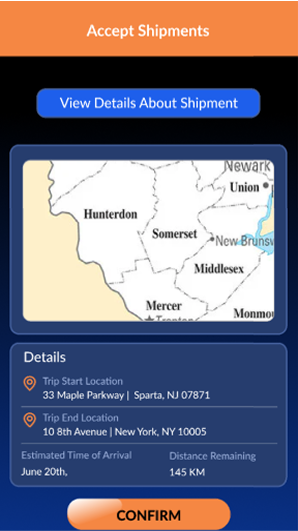 Accept Shipments
View Details About Shipment
Newark
Union
Hunterdon
Somerset
New Brunsw
Middlesex
Mercer
Trenton
Monmou
Details
Trip Start Location
33 Maple Parkway | Sparta, NJ 07871
Trip End Location
10 8th Avenue | New York, NY 10005
Estimated Time of Arrival
Distance Remaining
June 20th,
145 KM
CONFIRM